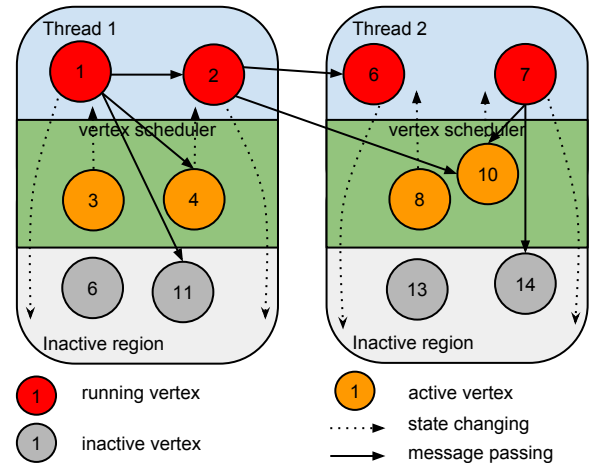 Thread 1
Thread 2
1
2
6
7
vertex scheduler
vertex scheduler
3
4
8
10
6
11
13
14
Inactive region
Inactive region
1
running vertex
1
active vertex
state changing
1
inactive vertex
message passing